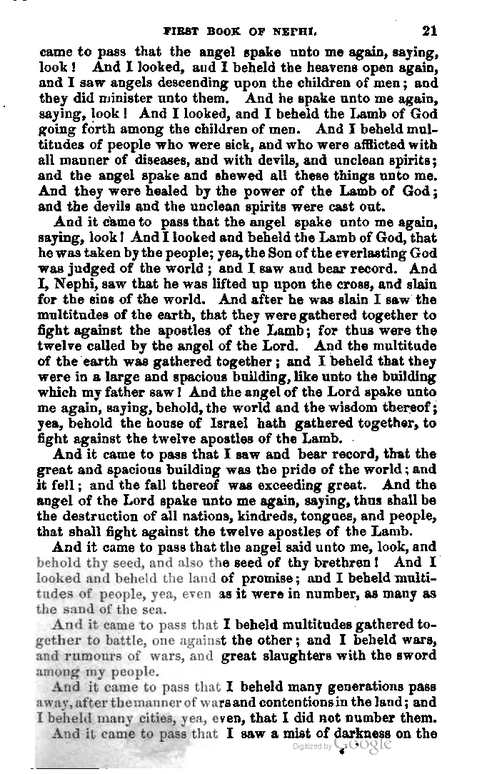 FIRST BOOK OF NEPHI. 21
came to pass that the angel spake unto me again, saying,
look! And I looked, and I beheld the heavens open again,
and I saw angels descending upon the children of men; and
they did minister unto them. And he spake unto me again,
saying, look! And I looked, and I beheld the Lamb of God
going forth among the children of men. And I beheld mul-
titudes of people who were sick, and who were afflicted with
all manner of diseases, and with devils, and unclean spirits;
and the angel spake and shewed all these things unto me.
And they were healed by the power of the Lamb of God;
and the devils and the unclean spirits were cast out.
And it came to pass that the angel spake unto me again,
saying, look! And I looked and beheld the Lamb of God, that
he was taken by the people; yea, the Son of the everlasting God
was judged of the world; and I saw and bear record. And
I, Nephi, saw that he was lifted up upon the cross, and slain
for the sins of the world. And after he was slain I saw the
multitudes of the earth, that they were gathered together to
fight against the apostles of the Lamb; for thus were the
twelve called by the angel of the Lord. And the multitude
of the earth was gathered together; and I beheld that they
were in a large and spacious building, like unto the building
which my father saw! And the angel of the Lord spake unto
me again, saying, behold, the world and the wisdom thereof;
yea, behold the house of Israel hath gathered together, to
fight against the twelve apostles of the Lamb.
And it came to pass that I saw and bear record, that the
great and spacious building was the pride of the world; and
it fell; and the fall thereof was exceeding great. And the
angel of the Lord spake unto me again, saying, thus shall be
the destruction of all nations, kindreds, tongues, and people,
that shall fight against the twelve apostles of the Lamb.
And it came to pass that the angel said unto me, look, and
behold thy seed, and also the seed of thy brethren! And I
looked and beheld the land of promise; and I beheld multi-
tudes of people, yea, even as it were in number, as many as
the sand of the sea.
And it came to pass that I beheld multitudes gathered to-
gether to battle, one against the other; and I beheld wars,
and rumours of wars, and great slaughters with the sword
among my people.
And it came to pass that I beheld many generations pass
away, after the manner of wars and contentions in the land; and
I beheld many cities, yea, even, that I did not number them.
And it came to pass that I saw a mist of darkness on the
Digitized by Google